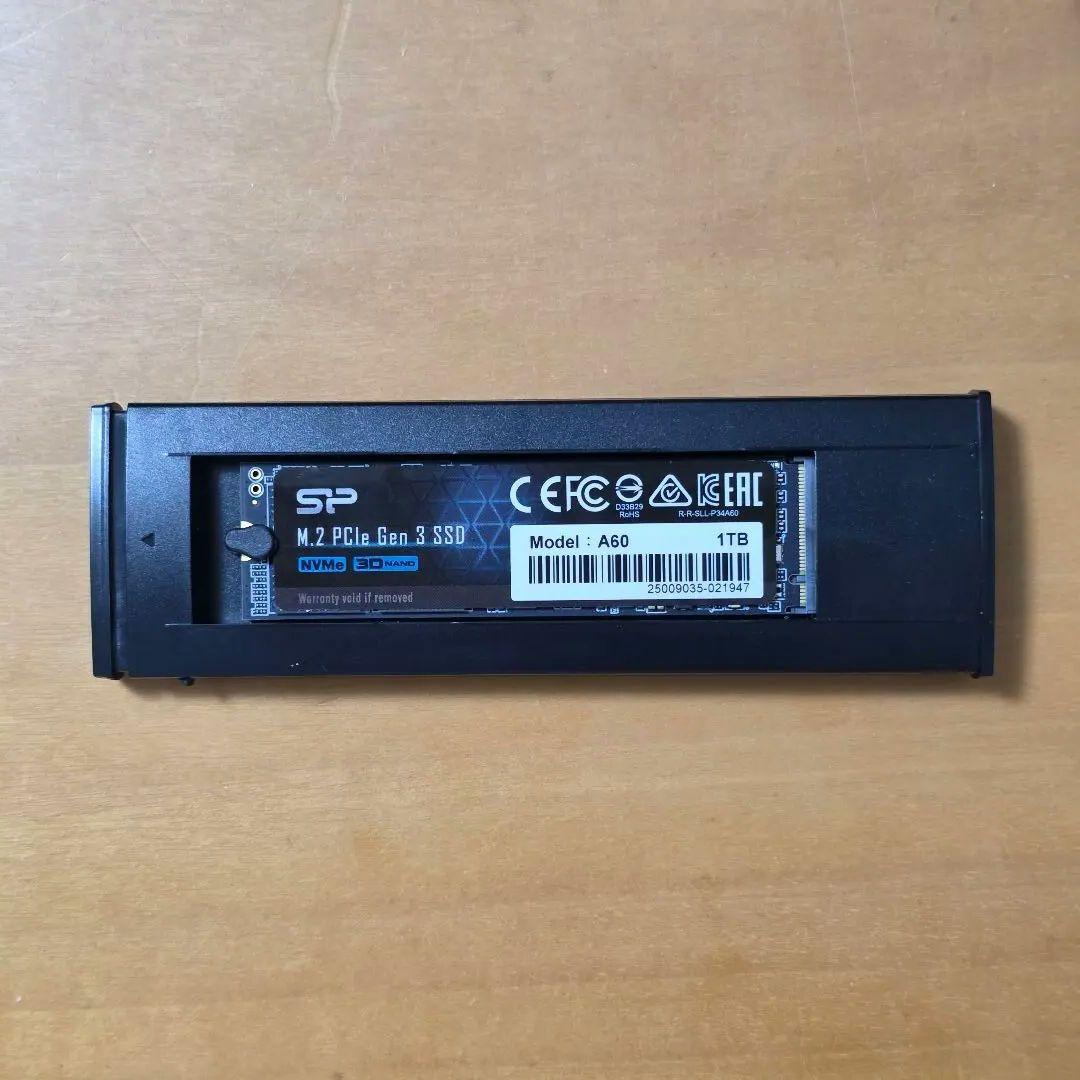 SP
M.2 PCIe Gen 3 SSD
NVMe 3D NAND
Warranty void if removed
CE FC EAC
D33B29
RoHS
R-R-SLL-P34A60
Model : A60 1TB
25009035-021947